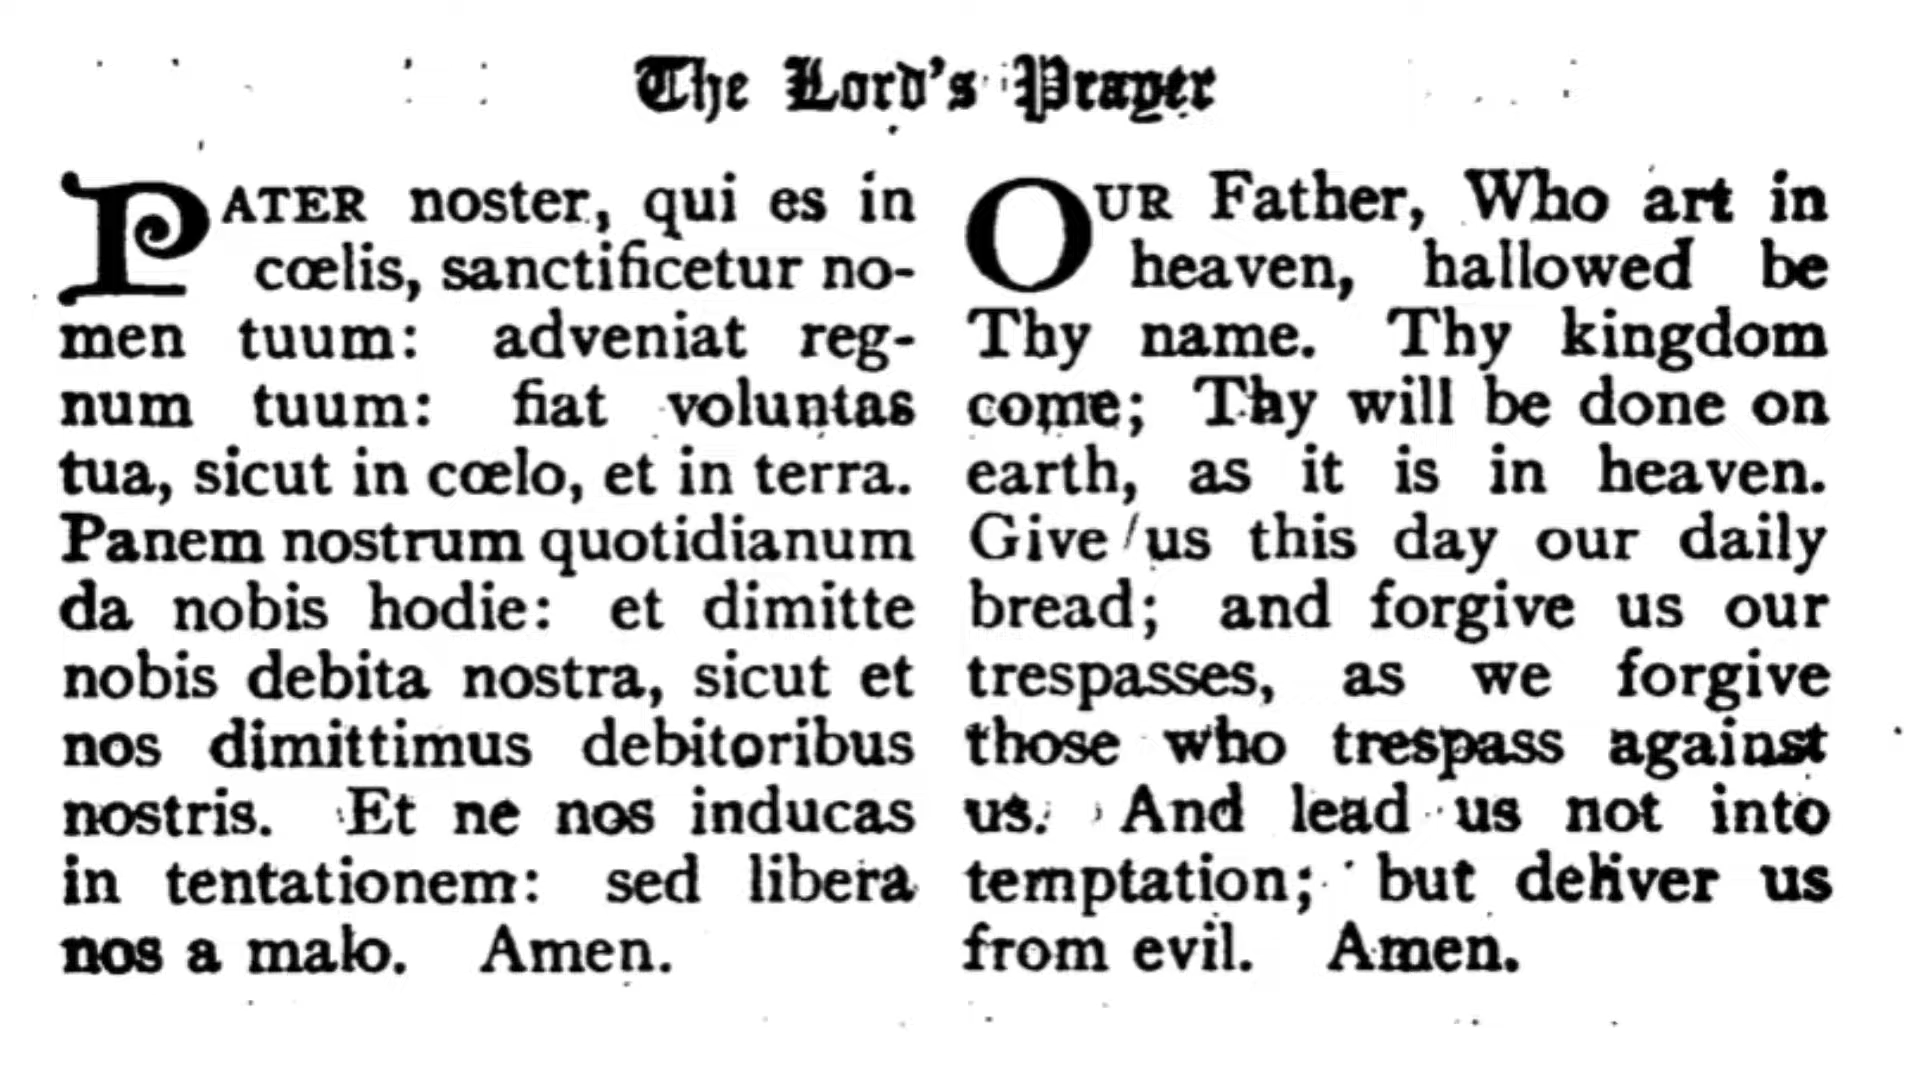 The Lord's Prayer
PATER noster, qui es in
cœlis, sanctificetur no-
men tuum: adveniat reg-
num tuum: fiat voluntas
tua, sicut in cœlo, et in terra.
Panem nostrum quotidianum
da nobis hodie: et dimitte
nobis debita nostra, sicut et
nos dimittimus debitoribus
nostris. Et ne nos inducas
in tentationem: sed libera
nos a malo. Amen.
OUR Father, Who art in
heaven, hallowed be
Thy name. Thy kingdom
come; Thy will be done on
earth, as it is in heaven.
Give us this day our daily
bread; and forgive us our
trespasses, as we forgive
those who trespass against
us. And lead us not into
temptation; but deliver us
from evil. Amen.